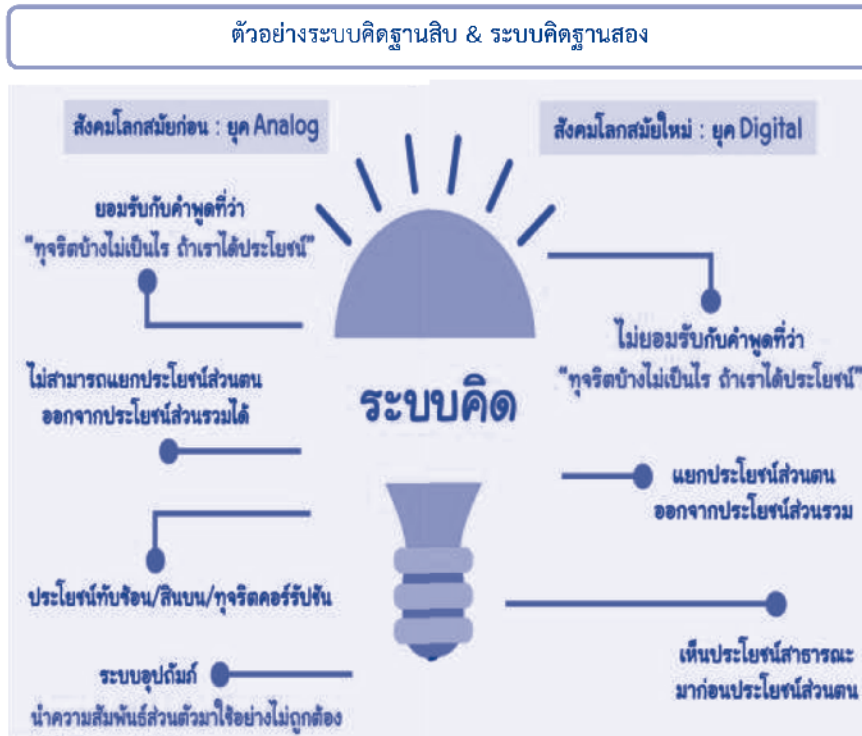 ตัวอย่างระบบคิดฐานสิบ & ระบบคิดฐานสอง
สังคมโลกสมัยก่อน : ยุค Analog
ยอมรับกับคำพูดที่ว่า
“ทุจริตบ้างไม่เป็นไร ถ้าเราได้ประโยชน์”
ไม่สามารถแยกประโยชน์ส่วนตน
ออกจากประโยชน์ส่วนรวมได้
ประโยชน์ทับซ้อน/สินบน/ทุจริตคอร์รัปชัน
ระบบอุปถัมภ์
นำความสัมพันธ์ส่วนตัวมาใช้อย่างไม่ถูกต้อง
ระบบคิด
สังคมโลกสมัยใหม่ : ยุค Digital
ไม่ยอมรับกับคำพูดที่ว่า
“ทุจริตบ้างไม่เป็นไร ถ้าเราได้ประโยชน์”
แยกประโยชน์ส่วนตน
ออกจากประโยชน์ส่วนรวม
เห็นประโยชน์สาธารณะ
มาก่อนประโยชน์ส่วนตน